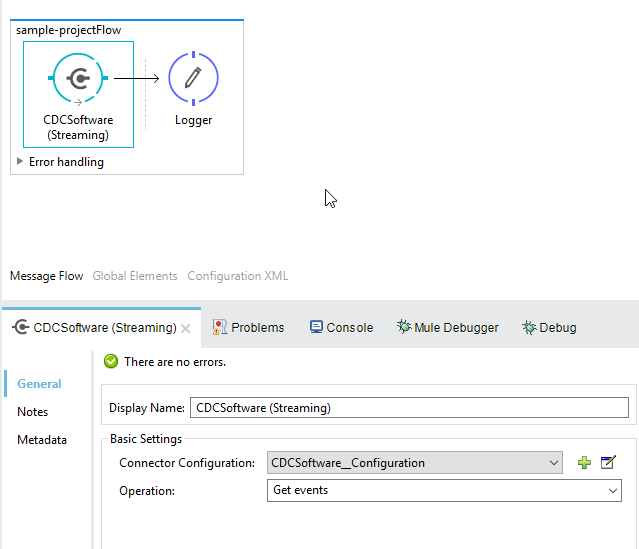 sample-projectFlow
CDCSoftware
(Streaming)
Logger
Error handling
Message Flow Global Elements Configuration XML
CDCSoftware (Streaming) Problems Console Mule Debugger Debug
There are no errors.
General
Notes
Metadata
Display Name: CDCSoftware (Streaming)
Basic Settings
Connector Configuration: CDCSoftware__Configuration
Operation: Get events